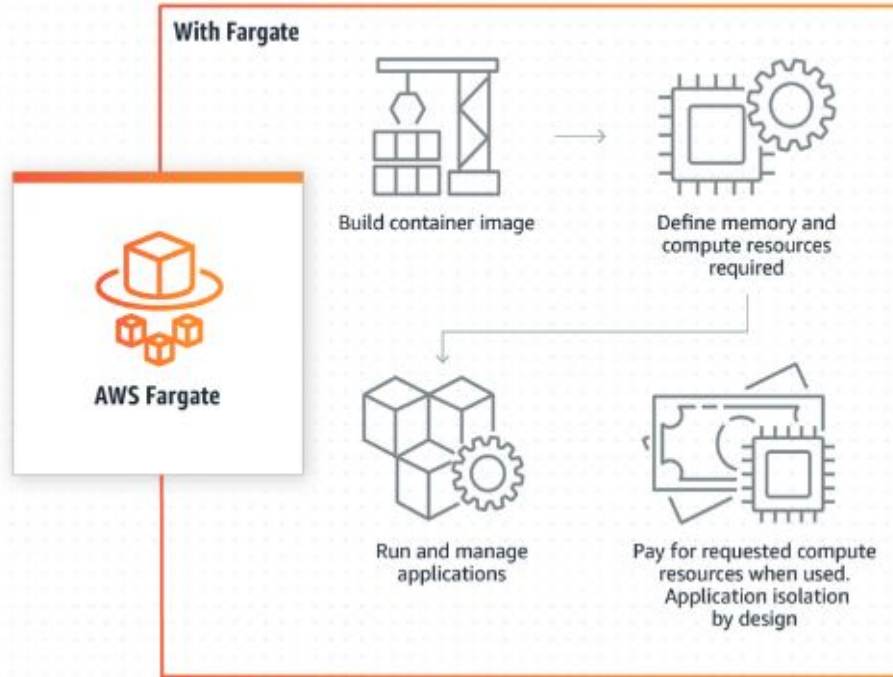 With Fargate
Build container image
Define memory and
compute resources
required
AWS Fargate
Run and manage
applications
Pay for requested compute
resources when used.
Application isolation
by design